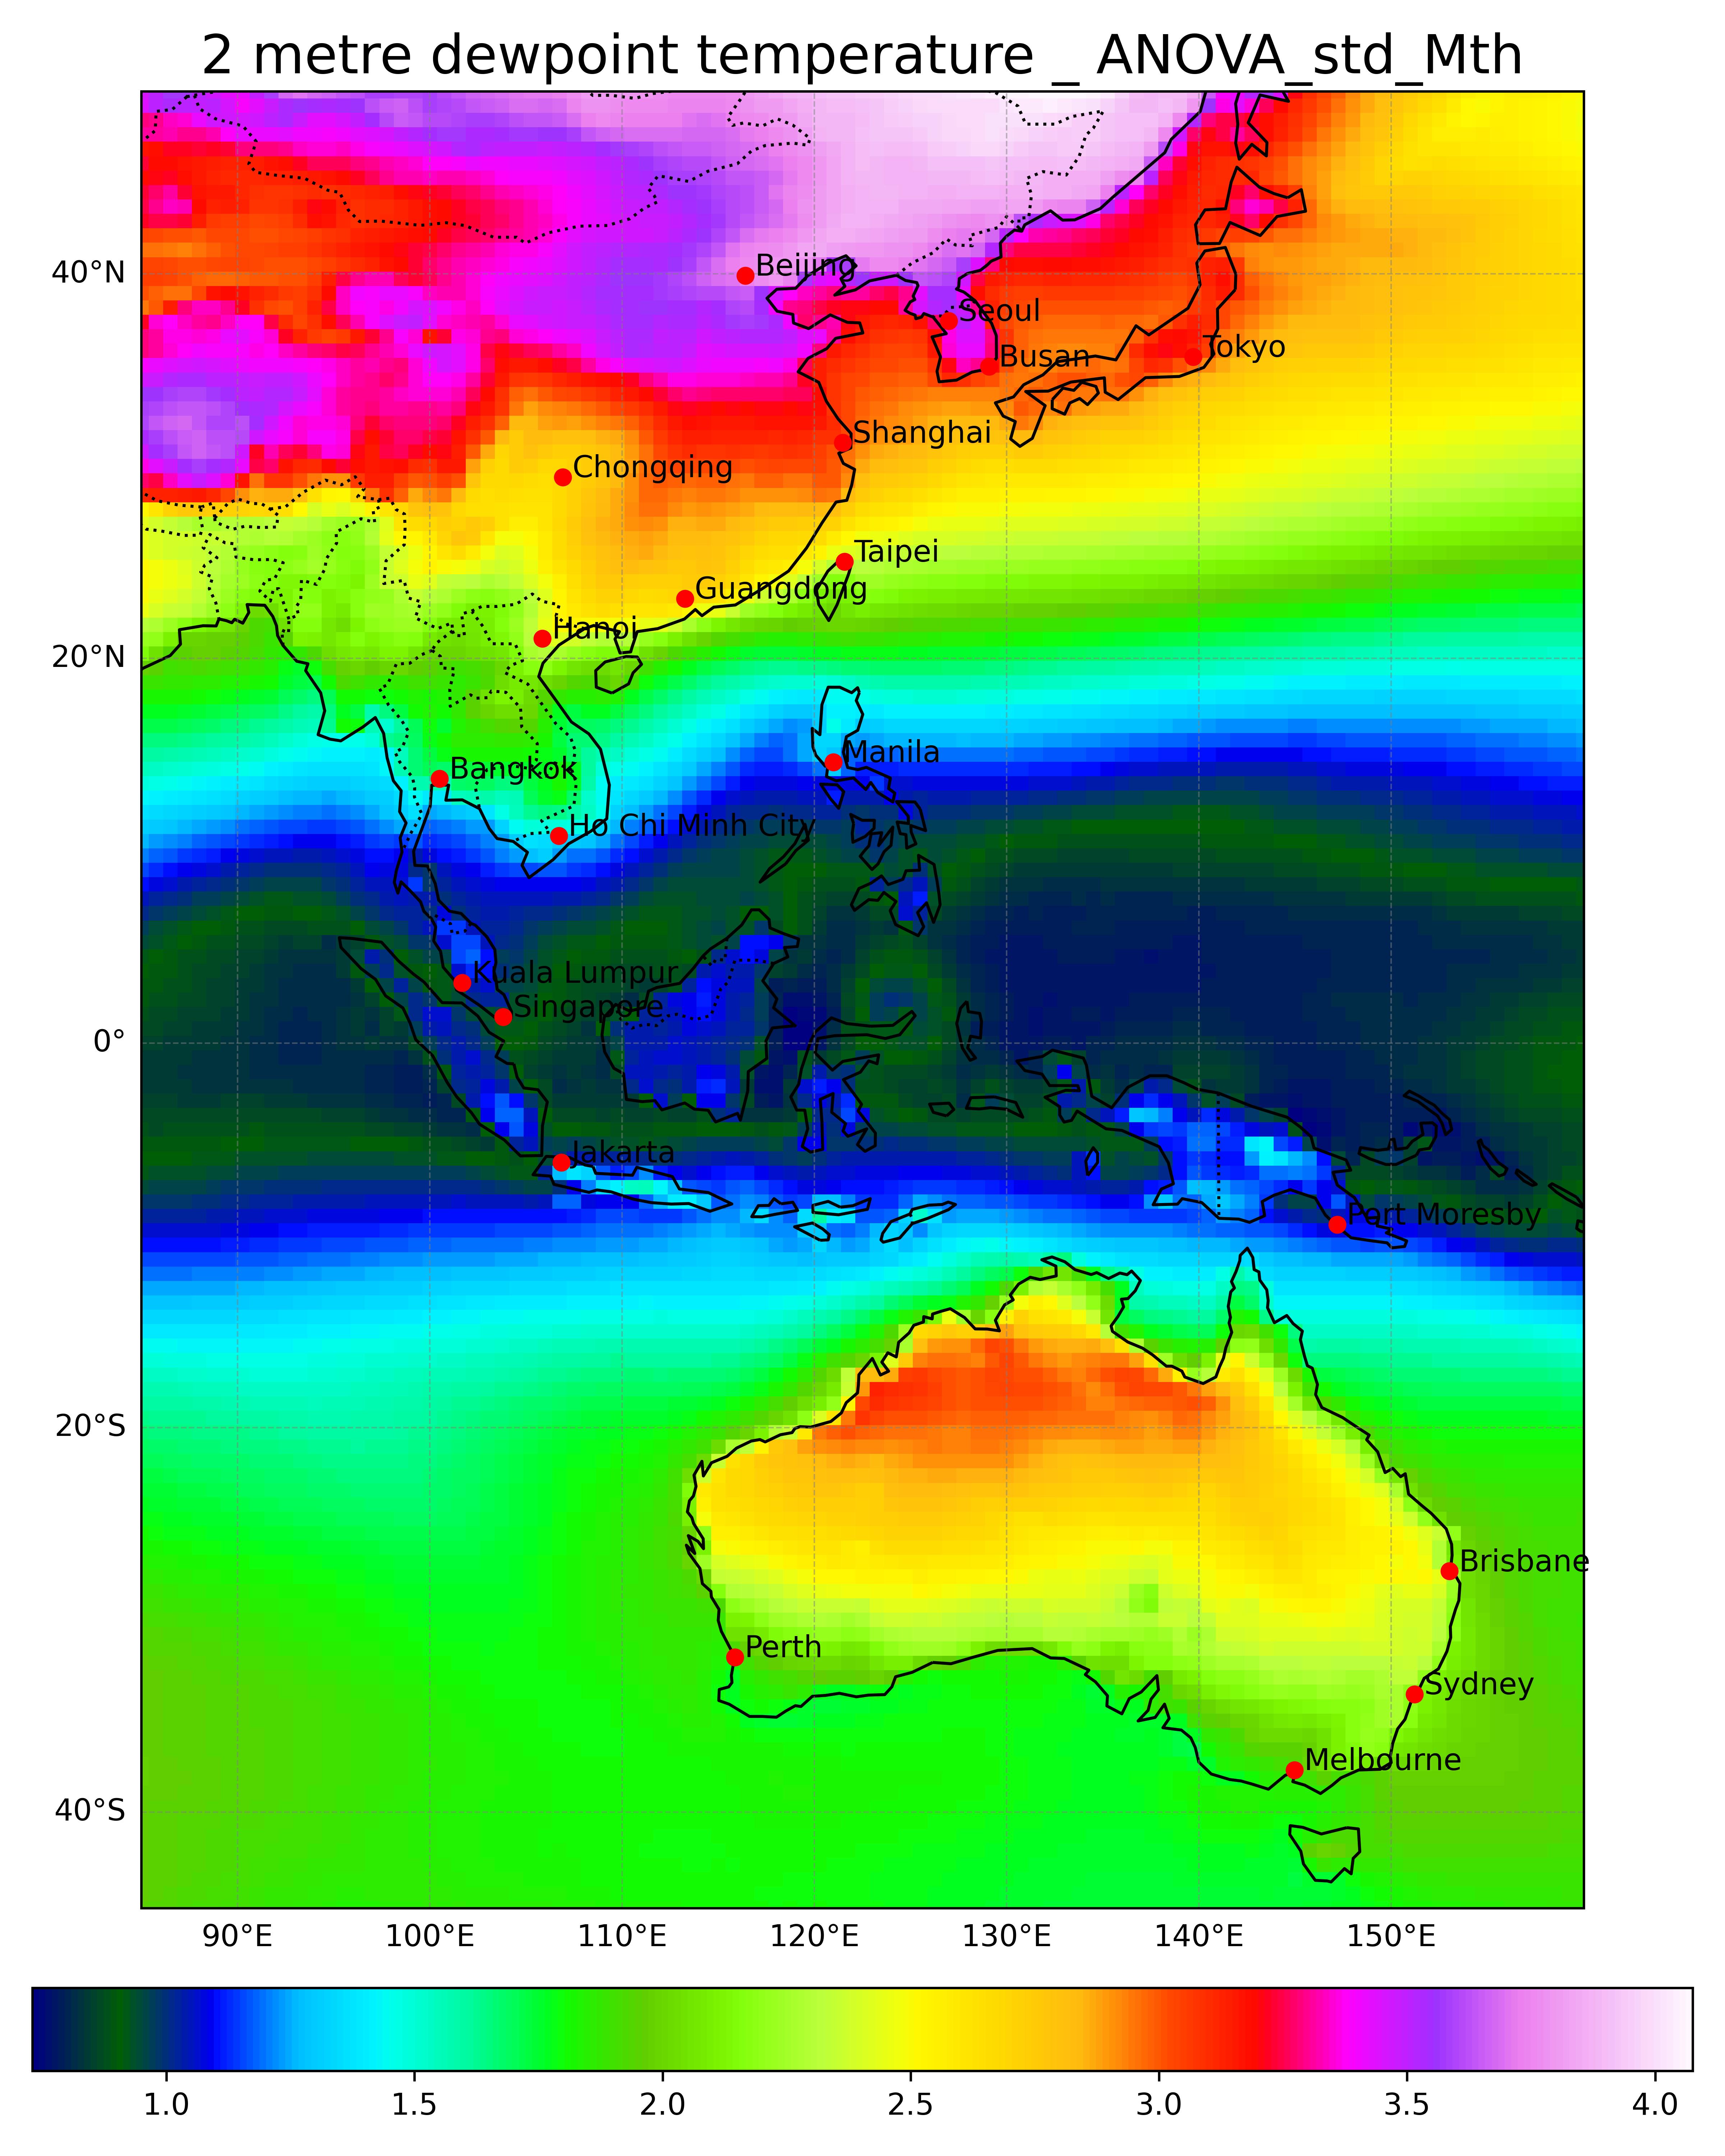 2 metre dewpoint temperature _ ANOVA_std_Mth
40°N
Beijing
Seoul
Tokyo
Busan
Shanghai
Chongqing
Taipei
Guangdong
Hanoi
20°N
Manila
Bangkok
Ho Chi Minh City
Kuala Lumpur
Singapore
0°
Jakarta
Port Moresby
20°S
Brisbane
Perth
Sydney
Melbourne
40°S
90°E 100°E 110°E 120°E 130°E 140°E 150°E
1.0 1.5 2.0 2.5 3.0 3.5 4.0